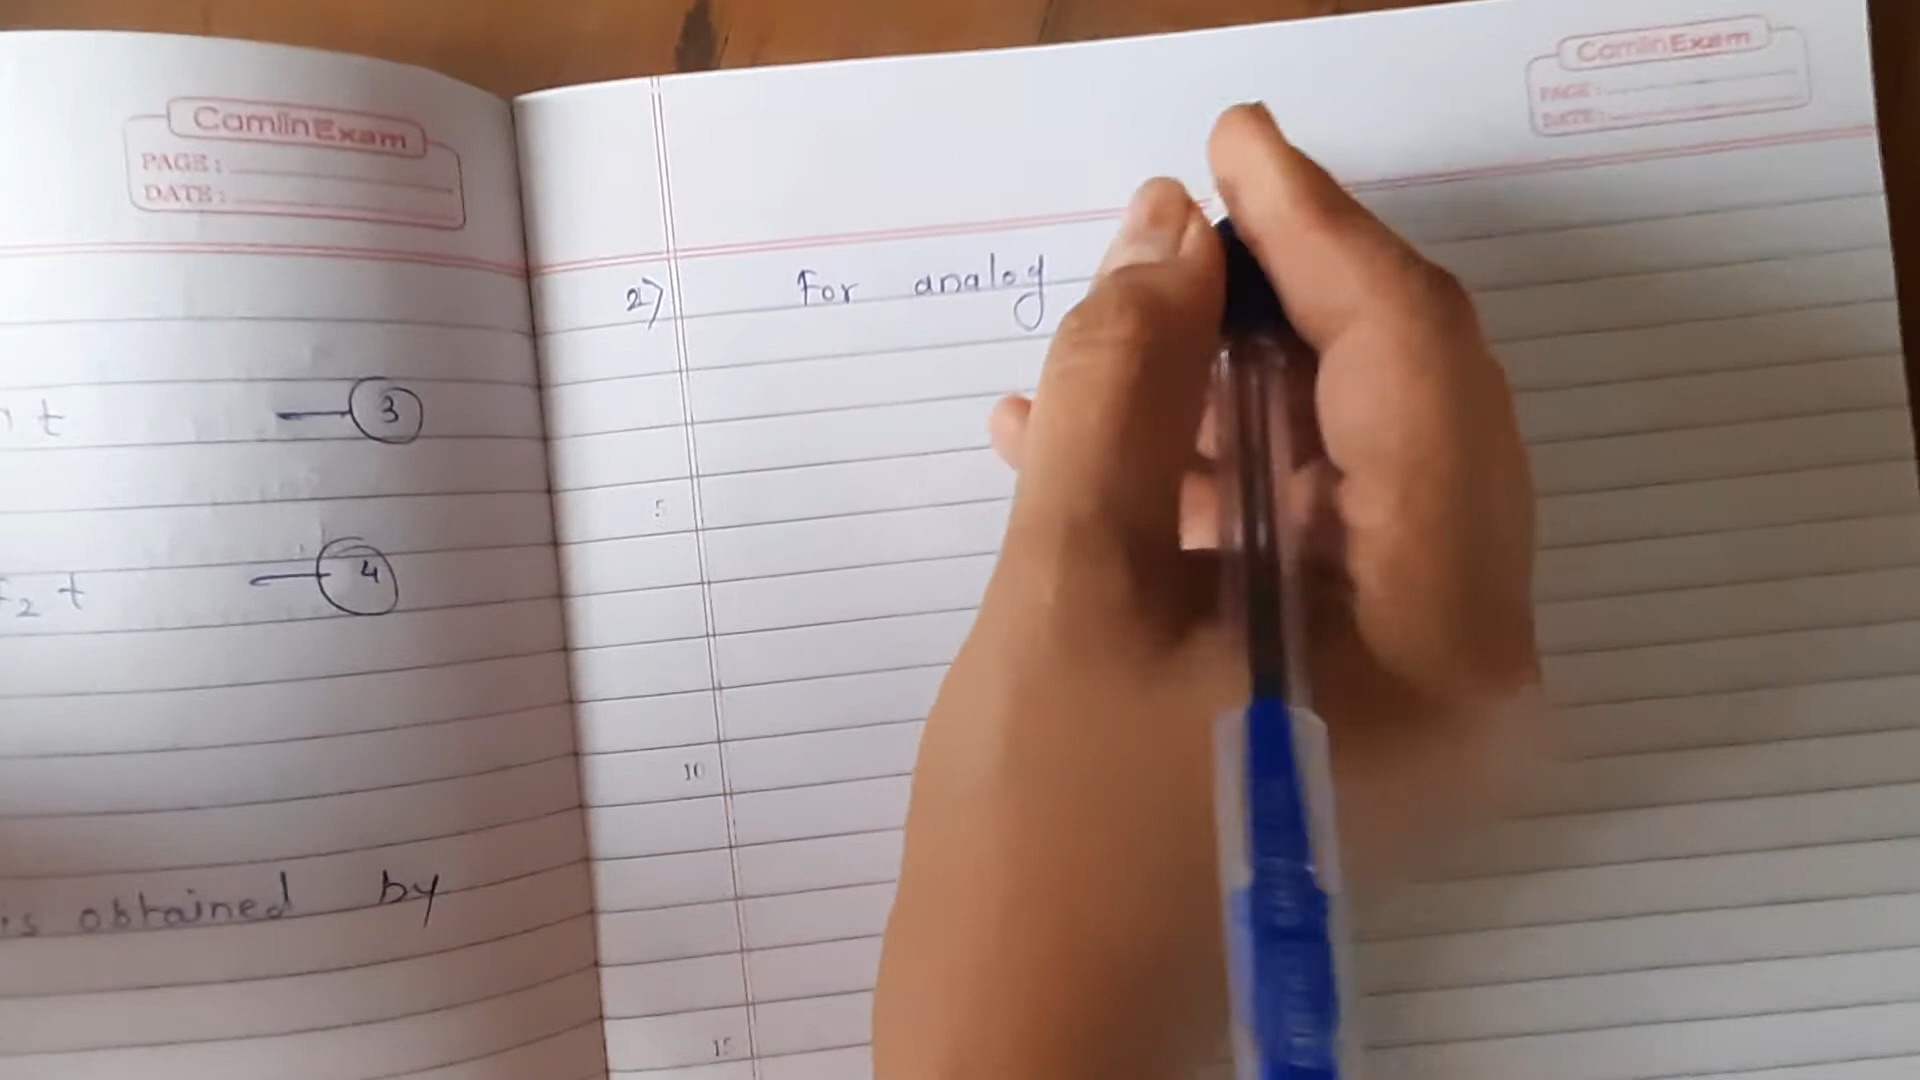 Camlin Exam
PAGE :
DATE :
t
3
2 t
4
is obtained by
Camlin Exam
PAGE :
DATE :
2) For analog
5
10
15